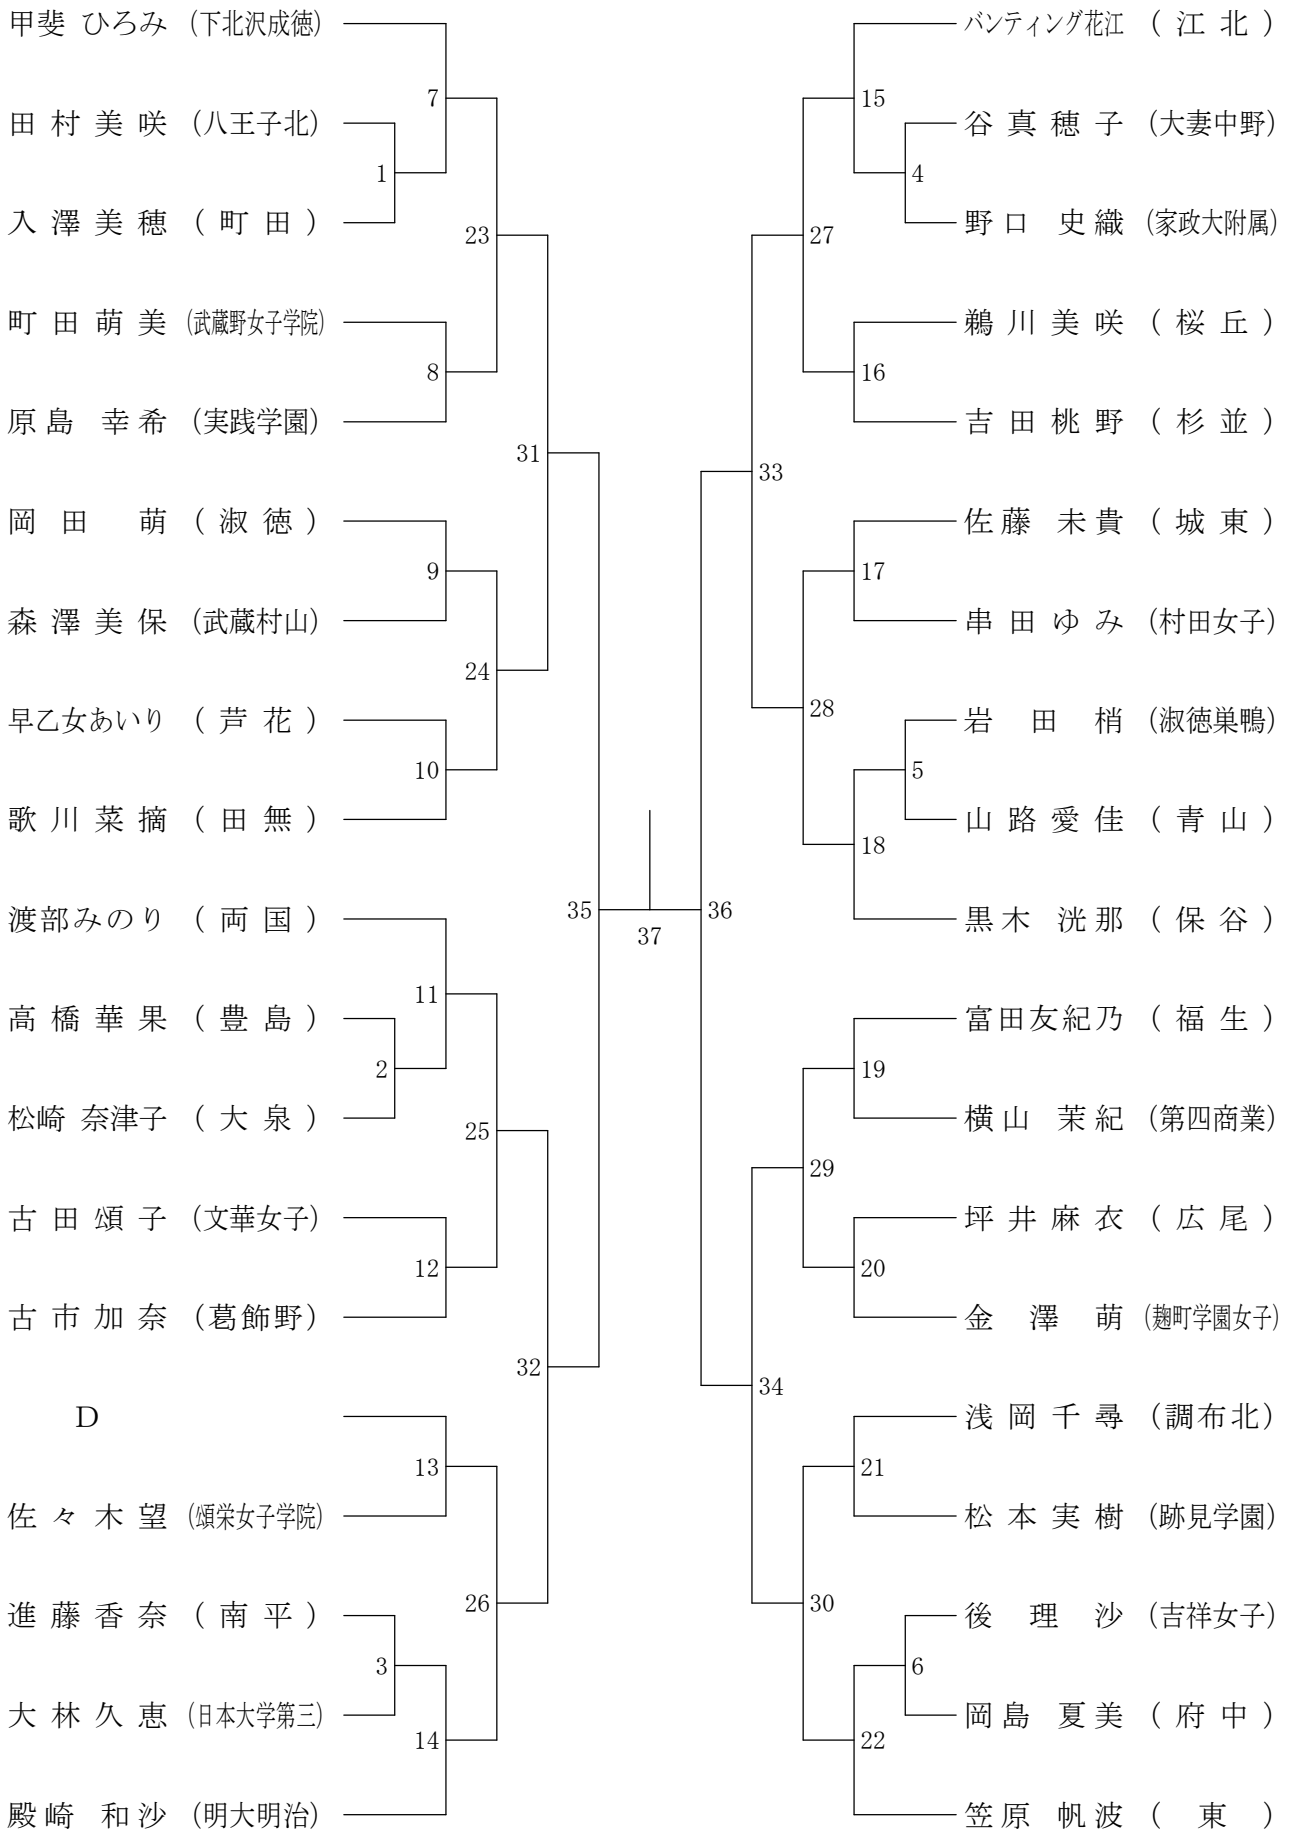 甲斐 ひろみ (下北沢成徳)
7
田村美咲 (八王子北)
1
入澤美穂 (町田)
23
町田萌美 (武蔵野女子学院)
8
原島 幸希 (実践学園)
31
岡田 萌 (淑徳)
9
森澤美保 (武蔵村山)
24
早乙女あいり (芦花)
10
歌川菜摘 (田無)
35
渡部みのり (両国)
11
高橋華果 (豊島)
2
松崎 奈津子 (大泉)
25
古田頌子 (文華女子)
12
古市加奈 (葛飾野)
32
D
13
佐々木望 (頌栄女子学院)
26
進藤香奈 (南平)
3
大林久恵 (日本大学第三)
14
殿崎 和沙 (明大明治)
37
バンティング花江 (江北)
15
谷真穂子 (大妻中野)
4
野口 史織 (家政大附属)
27
鵜川美咲 (桜丘)
16
吉田桃野 (杉並)
33
佐藤 未貴 (城東)
17
串田ゆみ (村田女子)
28
岩田梢 (淑徳巣鴨)
5
山路愛佳 (青山)
18
黒木 洸那 (保谷)
36
富田友紀乃 (福生)
19
横山 茉紀 (第四商業)
29
坪井麻衣 (広尾)
20
金澤萌 (麹町学園女子)
34
浅岡千尋 (調布北)
21
松本実樹 (跡見学園)
30
後理沙 (吉祥女子)
6
岡島 夏美 (府中)
22
笠原 帆波 (東)